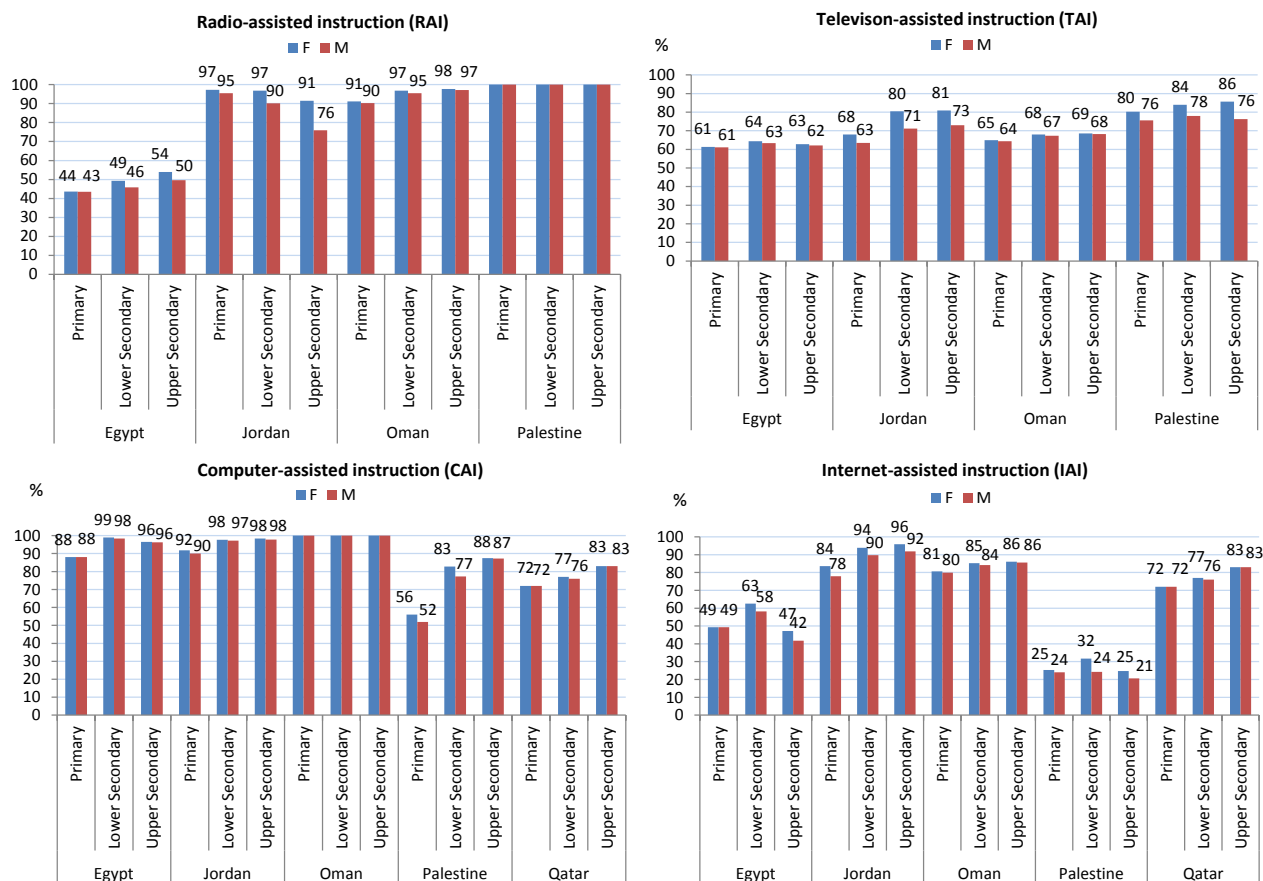 Radio-assisted instruction (RAI)
F M
97 97 91 91 97 98 97
95 90 76 90 95
44 43 49 46 54 50
100
90
80
70
60
50
40
30
20
10
0
Primary
Lower Secondary
Upper Secondary
Primary
Lower Secondary
Upper Secondary
Primary
Lower Secondary
Upper Secondary
Primary
Lower Secondary
Upper Secondary
Egypt Jordan Oman Palestine
Televison-assisted instruction (TAI)
F M
%
61 61 64 63 63 62 68 63 80 71 81 73 65 64 68 67 69 68 80 76 84 78 86 76
100
90
80
70
60
50
40
30
20
10
0
Primary
Lower Secondary
Upper Secondary
Primary
Lower Secondary
Upper Secondary
Primary
Lower Secondary
Upper Secondary
Primary
Lower Secondary
Upper Secondary
Egypt Jordan Oman Palestine
Computer-assisted instruction (CAI)
%
F M
88 88 99 98 96 96 92 90 98 97 98 98 56 52 83 77 88 87 72 72 77 76 83 83
100
90
80
70
60
50
40
30
20
10
0
Primary
Lower Secondary
Upper Secondary
Primary
Lower Secondary
Upper Secondary
Primary
Lower Secondary
Upper Secondary
Primary
Lower Secondary
Upper Secondary
Primary
Lower Secondary
Upper Secondary
Egypt Jordan Oman Palestine Qatar
Internet-assisted instruction (IAI)
%
F M
49 49 63 58 47 42 84 78 94 90 96 92 81 80 85 84 86 86 25 24 32 24 25 21 72 72 77 76 83 83
100
90
80
70
60
50
40
30
20
10
0
Primary
Lower Secondary
Upper Secondary
Primary
Lower Secondary
Upper Secondary
Primary
Lower Secondary
Upper Secondary
Primary
Lower Secondary
Upper Secondary
Primary
Lower Secondary
Upper Secondary
Egypt Jordan Oman Palestine Qatar